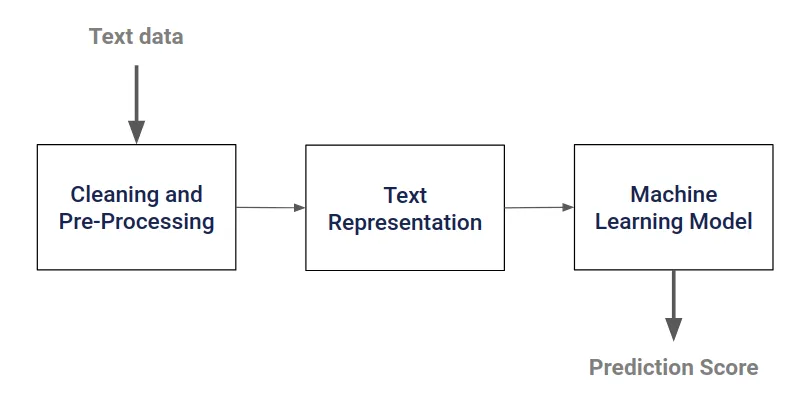 Text data
Cleaning and
Pre-Processing
Text
Representation
Machine
Learning Model
Prediction Score